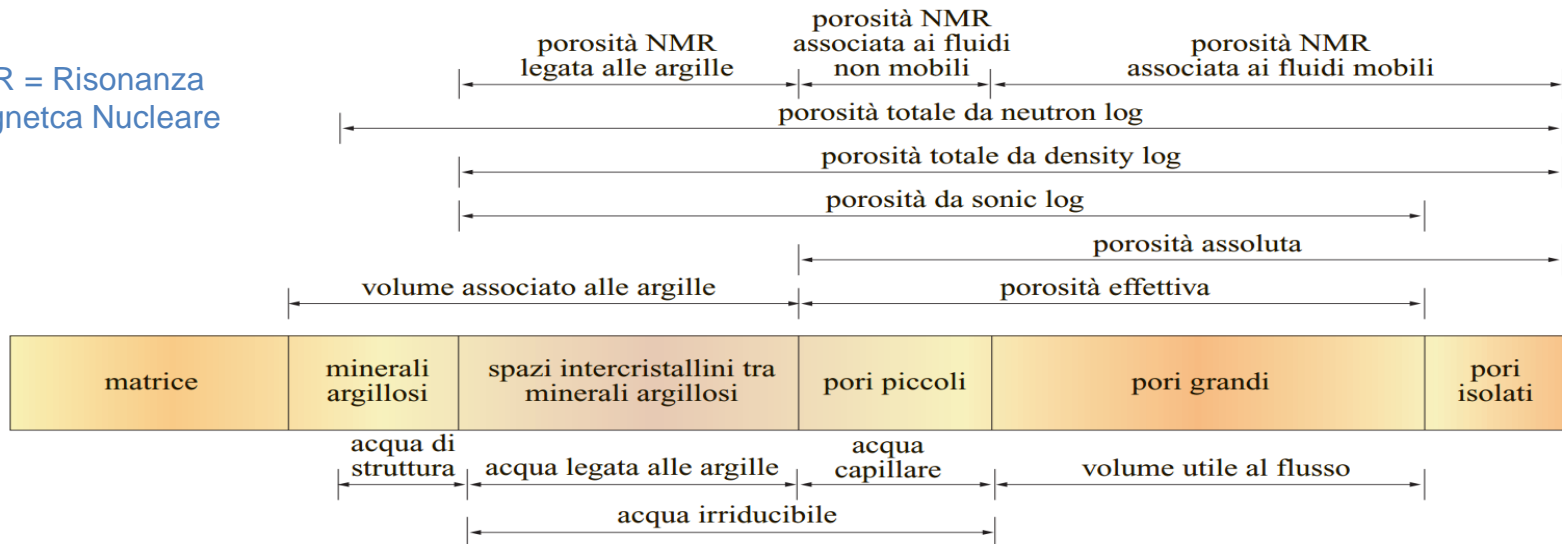 R = Risonanza
gnetca Nucleare
porosità NMR
legata alle argille
porosità NMR
associata ai fluidi
non mobili
porosità NMR
associata ai fluidi mobili
porosità totale da neutron log
porosità totale da density log
porosità da sonic log
porosità assoluta
volume associato alle argille
porosità effettiva
matrice
minerali
argillosi
spazi intercristallini tra
minerali argillosi
pori piccoli
pori grandi
pori
isolati
acqua di
struttura
acqua legata alle argille
acqua
capillare
volume utile al flusso
acqua irriducibile